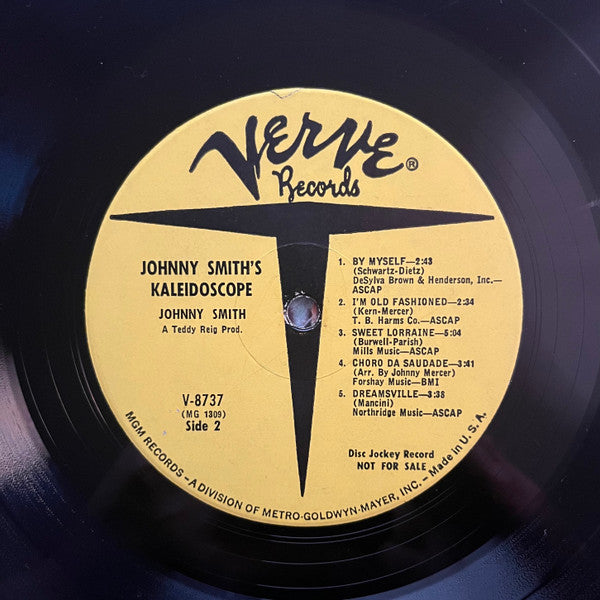 VERVE®
Records
JOHNNY SMITH'S
KALEIDOSCOPE
JOHNNY SMITH
A Teddy Reig Prod.
V-8737
(MG 1309)
Side 2
1. BY MYSELF—2:43
(Schwartz-Dietz)
DeSylva Brown & Henderson, Inc.—
ASCAP
2. I'M OLD FASHIONED—2:34
(Kern-Mercer)
T. B. Harms Co.—ASCAP
3. SWEET LORRAINE—5:04
(Burwell-Parish)
Mills Music—ASCAP
4. CHORO DA SAUDADE—3:41
(Arr. By Johnny Mercer)
Forshay Music—BMI
5. DREAMSVILLE—3:38
(Mancini)
Northridge Music—ASCAP
Disc Jockey Record
NOT FOR SALE
MGM RECORDS – A DIVISION OF METRO-GOLDWYN-MAYER, INC. – Made in U.S.A.